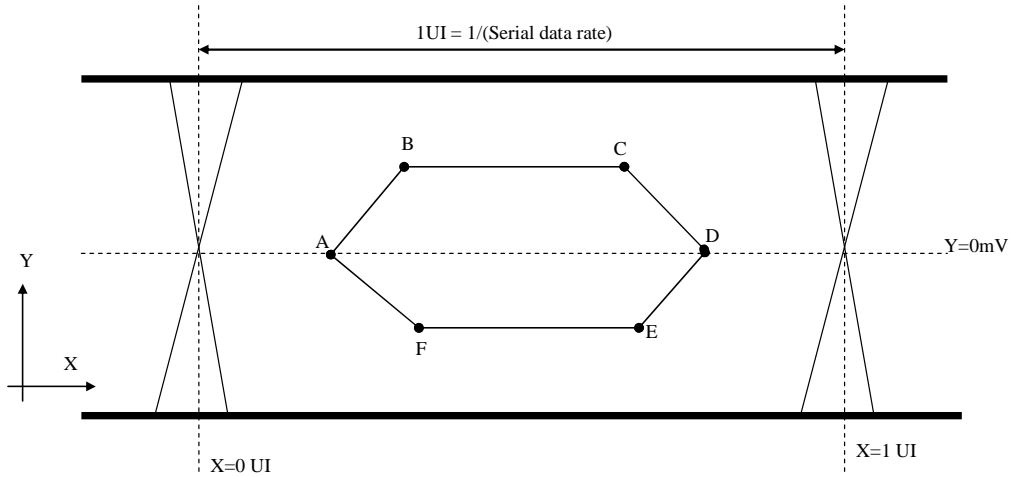 1UI = 1/(Serial data rate)
B
C
A
D
Y=0mV
Y
F
E
X
X=0 UI
X=1 UI